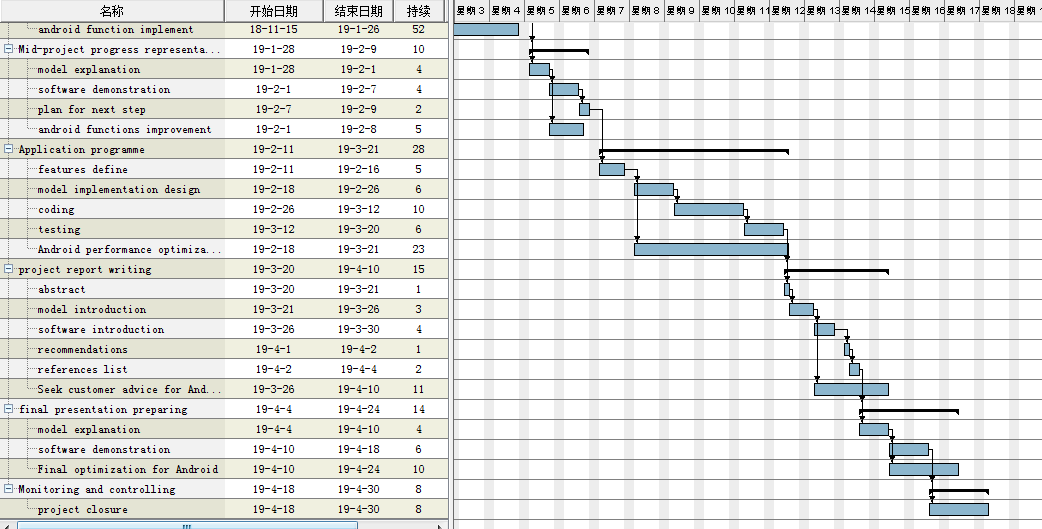 名称 开始日期 结束日期 持续 星期 3 星期 4 星期 5 星期 6 星期 7 星期 8 星期 9 星期 10 星期 11 星期 12 星期 13 星期 14 星期 15 星期 16 星期 17 星期 18 星期
android function implement 18-11-15 19-1-26 52
Mid-project progress representa... 19-1-28 19-2-9 10
model explanation 19-1-28 19-2-1 4
software demonstration 19-2-1 19-2-7 4
plan for next step 19-2-7 19-2-9 2
android functions improvement 19-2-1 19-2-8 5
Application programme 19-2-11 19-3-21 28
features define 19-2-11 19-2-16 5
model implementation design 19-2-18 19-2-26 6
coding 19-2-26 19-3-12 10
testing 19-3-12 19-3-20 6
Android performance optimiza... 19-2-18 19-3-21 23
project report writing 19-3-20 19-4-10 15
abstract 19-3-20 19-3-21 1
model introduction 19-3-21 19-3-26 3
software introduction 19-3-26 19-3-30 4
recommendations 19-4-1 19-4-2 1
references list 19-4-2 19-4-4 2
Seek customer advice for And... 19-3-26 19-4-10 11
final presentation preparing 19-4-4 19-4-24 14
model explanation 19-4-4 19-4-10 4
software demonstration 19-4-10 19-4-18 6
Final optimization for Android 19-4-10 19-4-24 10
Monitoring and controlling 19-4-18 19-4-30 8
project closure 19-4-18 19-4-30 8